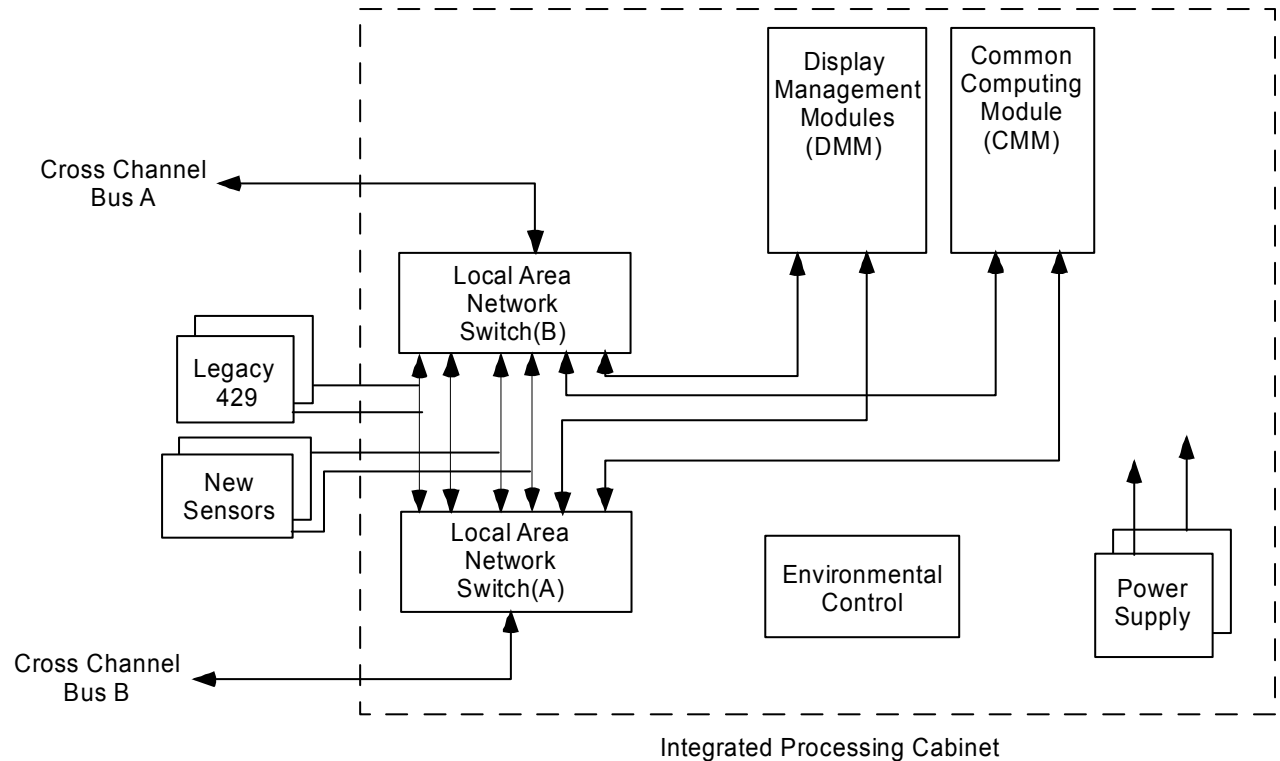 Display
Management
Modules
(DMM)
Common
Computing
Module
(CMM)
Cross Channel
Bus A
Local Area
Network
Switch(B)
Legacy
429
New
Sensors
Local Area
Network
Switch(A)
Environmental
Control
Power
Supply
Cross Channel
Bus B
Integrated Processing Cabinet